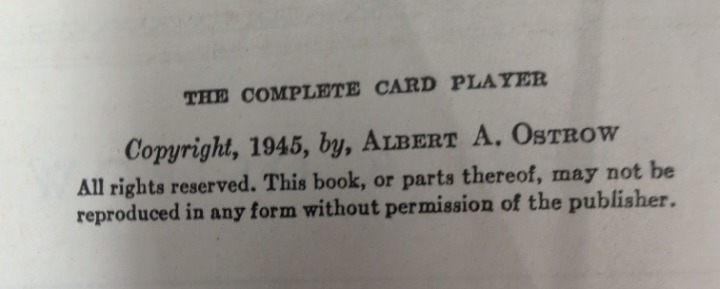 THE COMPLETE CARD PLAYER
Copyright, 1945, by, ALBERT A. OSTROW
All rights reserved. This book, or parts thereof, may not be
reproduced in any form without permission of the publisher.